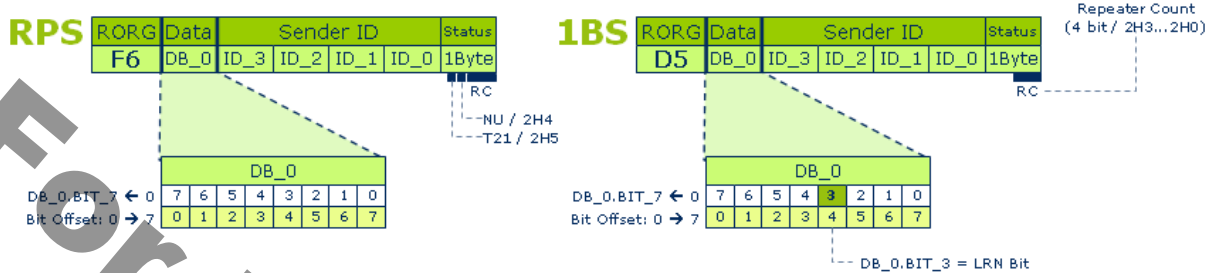 Repeater Count
(4 bit / 2H3...2H0)
RPS
RORG Data Sender ID Status
F6 DB_0 ID_3 ID_2 ID_1 ID_0 1Byte
RC
NU / 2H4
T21 / 2H5
DB_0
DB_0.BIT_7 ← 0 7 6 5 4 3 2 1 0
Bit Offset: 0 → 7 0 1 2 3 4 5 6 7
1BS
RORG Data Sender ID Status
D5 DB_0 ID_3 ID_2 ID_1 ID_0 1Byte
RC
DB_0
DB_0.BIT_7 ← 0 7 6 5 4 3 2 1 0
Bit Offset: 0 → 7 0 1 2 3 4 5 6 7
DB_0.BIT_3 = LRN Bit
For